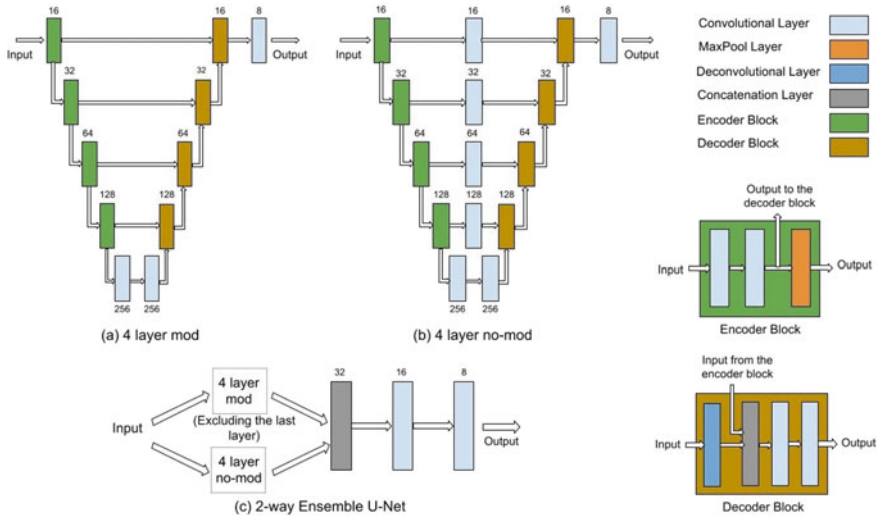 16
16
8
Input
Output
32
32
64
64
128
128
256
256
(a) 4 layer mod
16
16
16
8
Input
Output
32
32
32
64
64
64
128
128
128
256
256
(b) 4 layer no-mod
Convolutional Layer
MaxPool Layer
Deconvolutional Layer
Concatenation Layer
Encoder Block
Decoder Block
Output to the
decoder block
Input
Output
Encoder Block
Input from the
encoder block
Input
Output
Decoder Block
Input
4 layer
mod
(Excluding the last
layer)
4 layer
no-mod
32
16
8
Output
(c) 2-way Ensemble U-Net